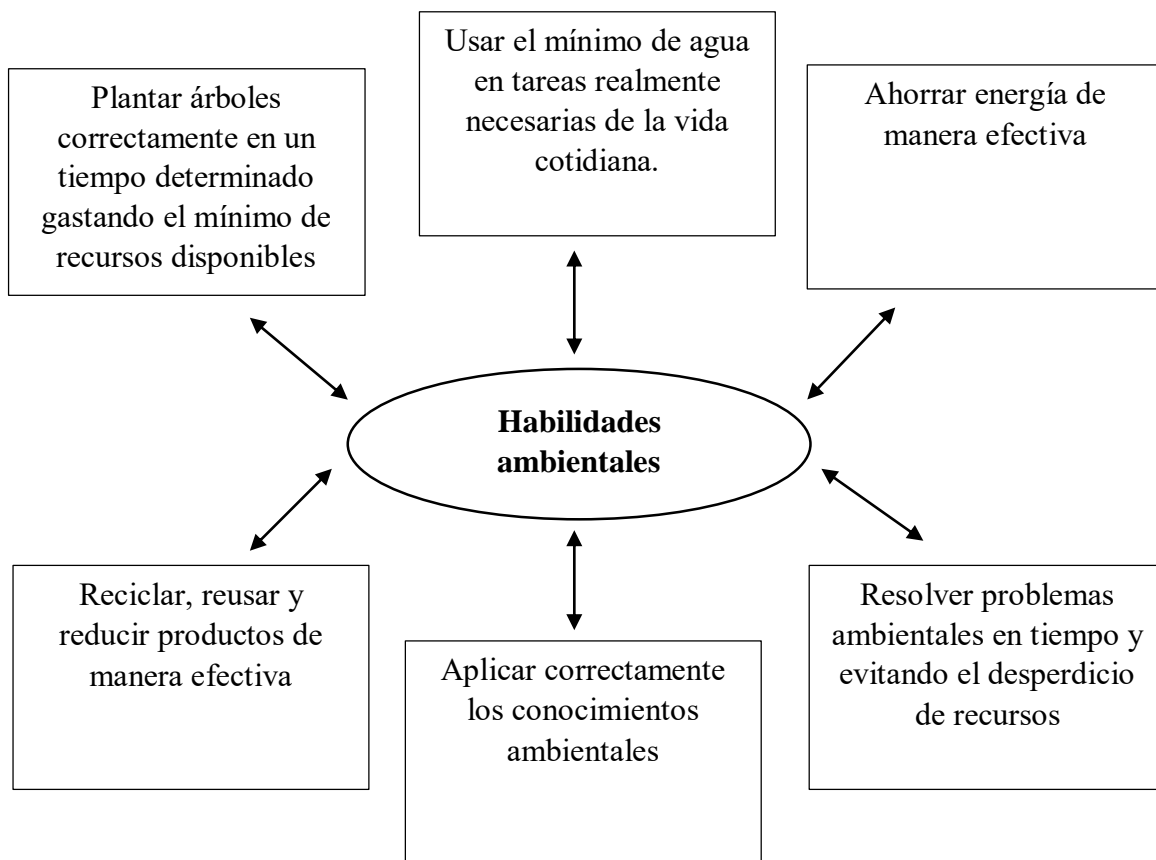 Plantar árboles
correctamente en un
tiempo determinado
gastando el mínimo de
recursos disponibles
Usar el mínimo de agua
en tareas realmente
necesarias de la vida
cotidiana.
Ahorrar energía de
manera efectiva
Habilidades
ambientales
Reciclar, reusar y
reducir productos de
manera efectiva
Aplicar correctamente
los conocimientos
ambientales
Resolver problemas
ambientales en tiempo y
evitando el desperdicio
de recursos